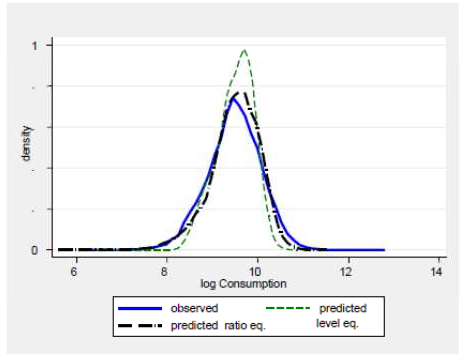 1
density
0
6 8 10 12 14
log Consumption
observed predicted
predicted ratio eq. level eq.